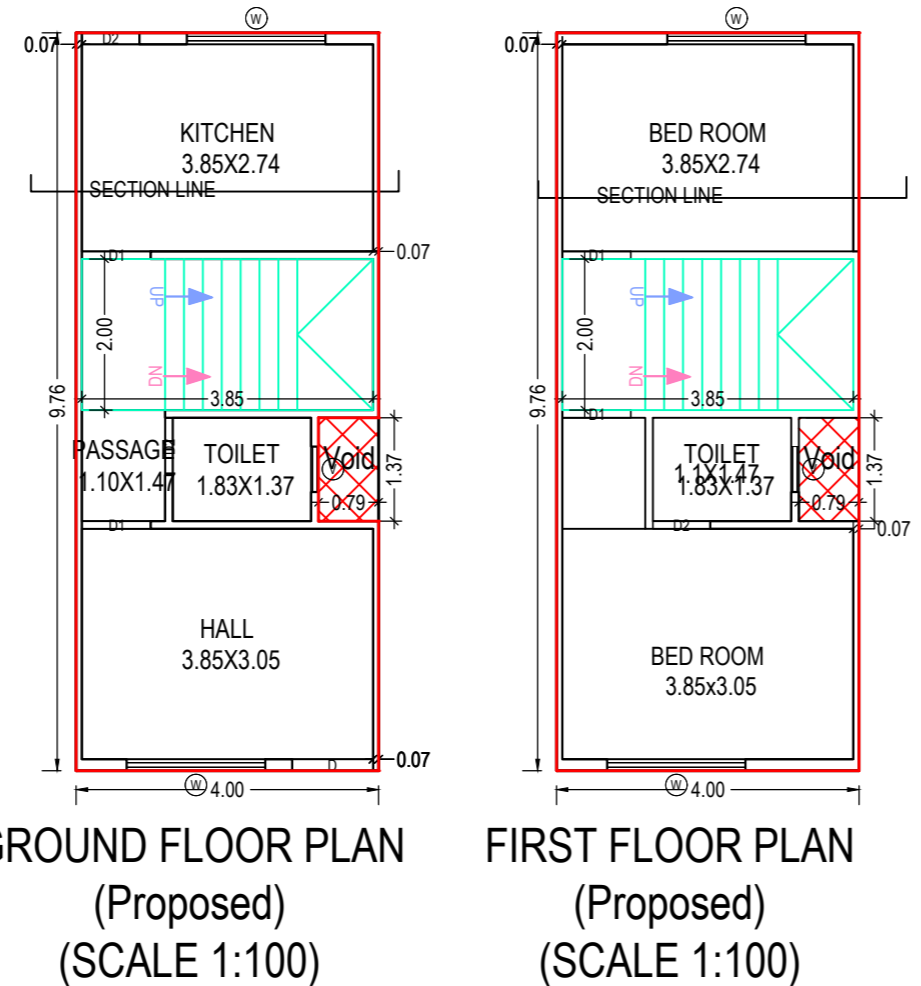 W
D2
0.07
KITCHEN
3.85X2.74
SECTION LINE
D1
0.07
UP
2.00
DN
3.85
9.76
PASSAGE
1.10X1.47
TOILET
1.83X1.37
Void
V
1.37
0.79
D1
HALL
3.85X3.05
0.07
D
W
4.00
GROUND FLOOR PLAN
(Proposed)
(SCALE 1:100)
W
0.07
BED ROOM
3.85X2.74
SECTION LINE
D1
UP
2.00
DN
3.85
9.76
D1
TOILET
1.1X1.47
1.83X1.37
Void
V
1.37
0.79
D2
0.07
BED ROOM
3.85x3.05
W
4.00
FIRST FLOOR PLAN
(Proposed)
(SCALE 1:100)